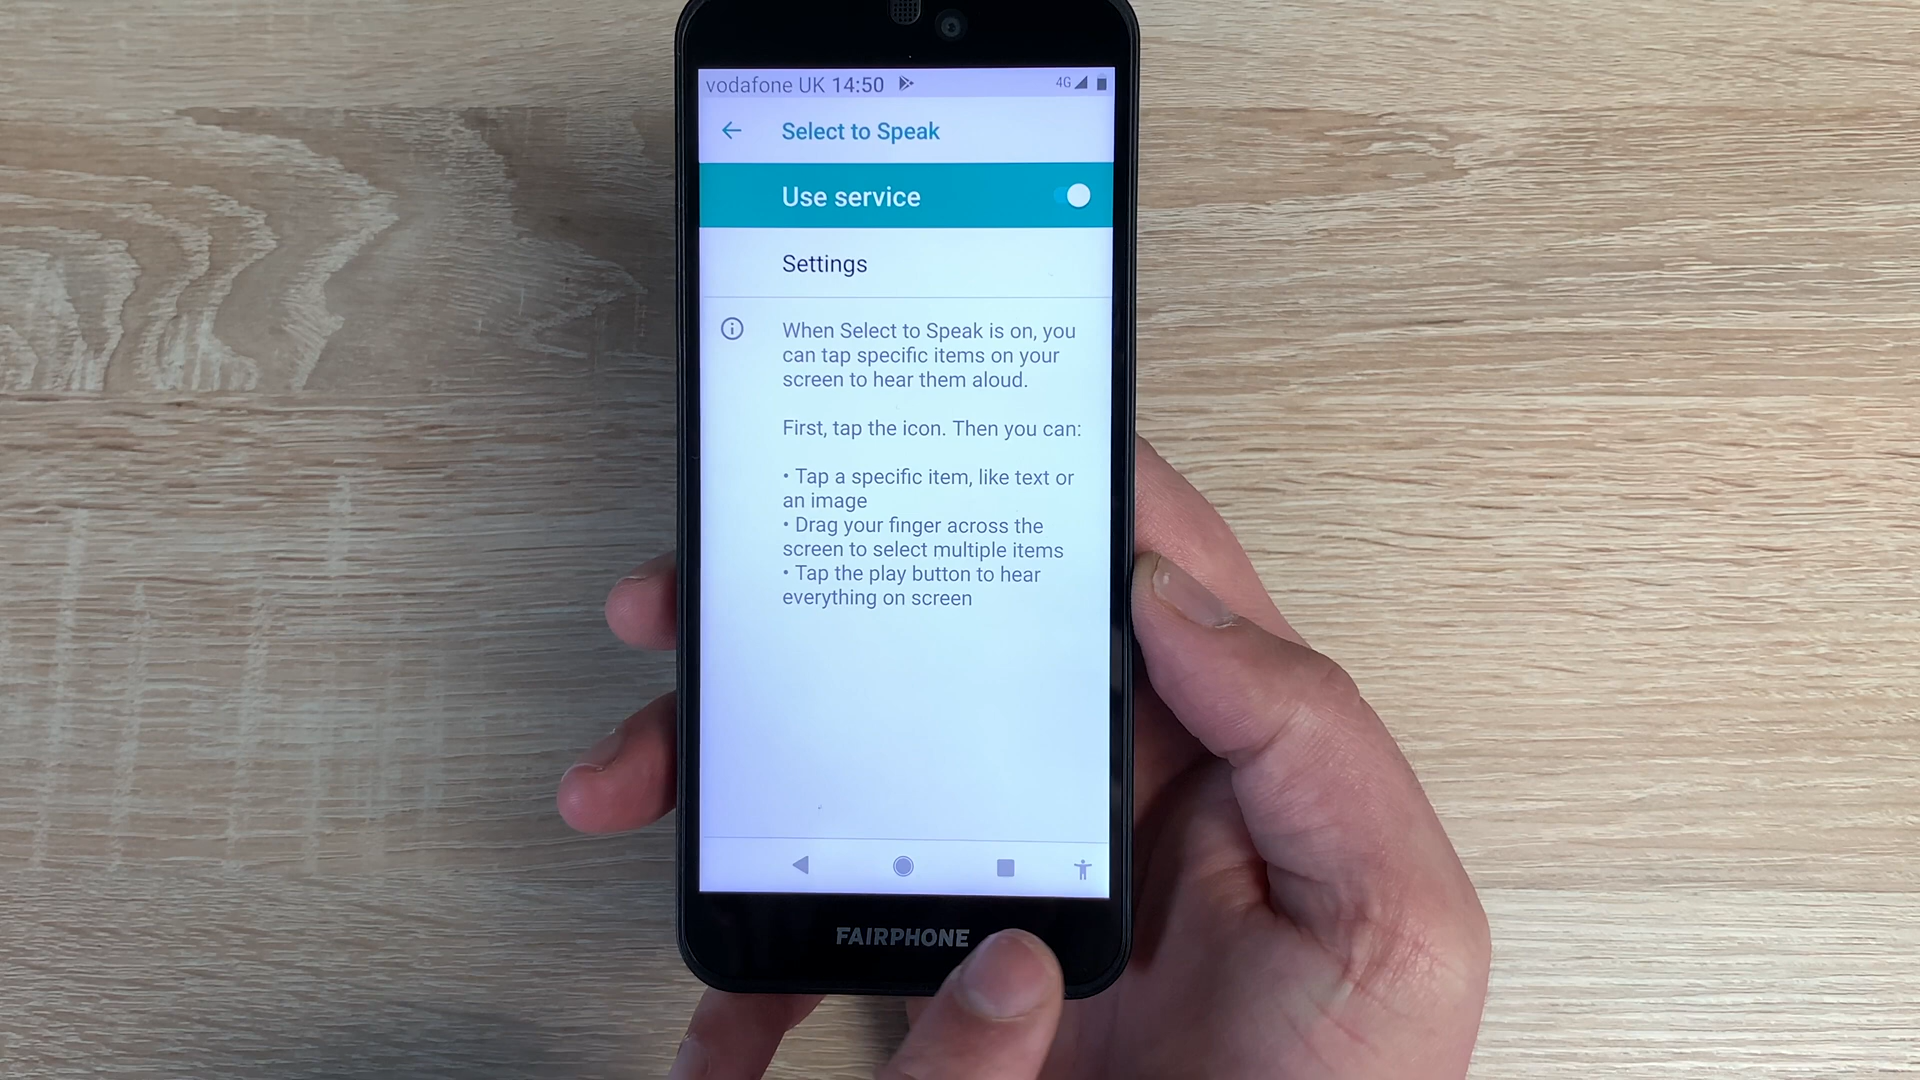 vodafone UK 14:50
4G
Select to Speak
Use service
Settings
When Select to Speak is on, you
can tap specific items on your
screen to hear them aloud.
First, tap the icon. Then you can:
• Tap a specific item, like text or
an image
• Drag your finger across the
screen to select multiple items
• Tap the play button to hear
everything on screen
FAIRPHONE